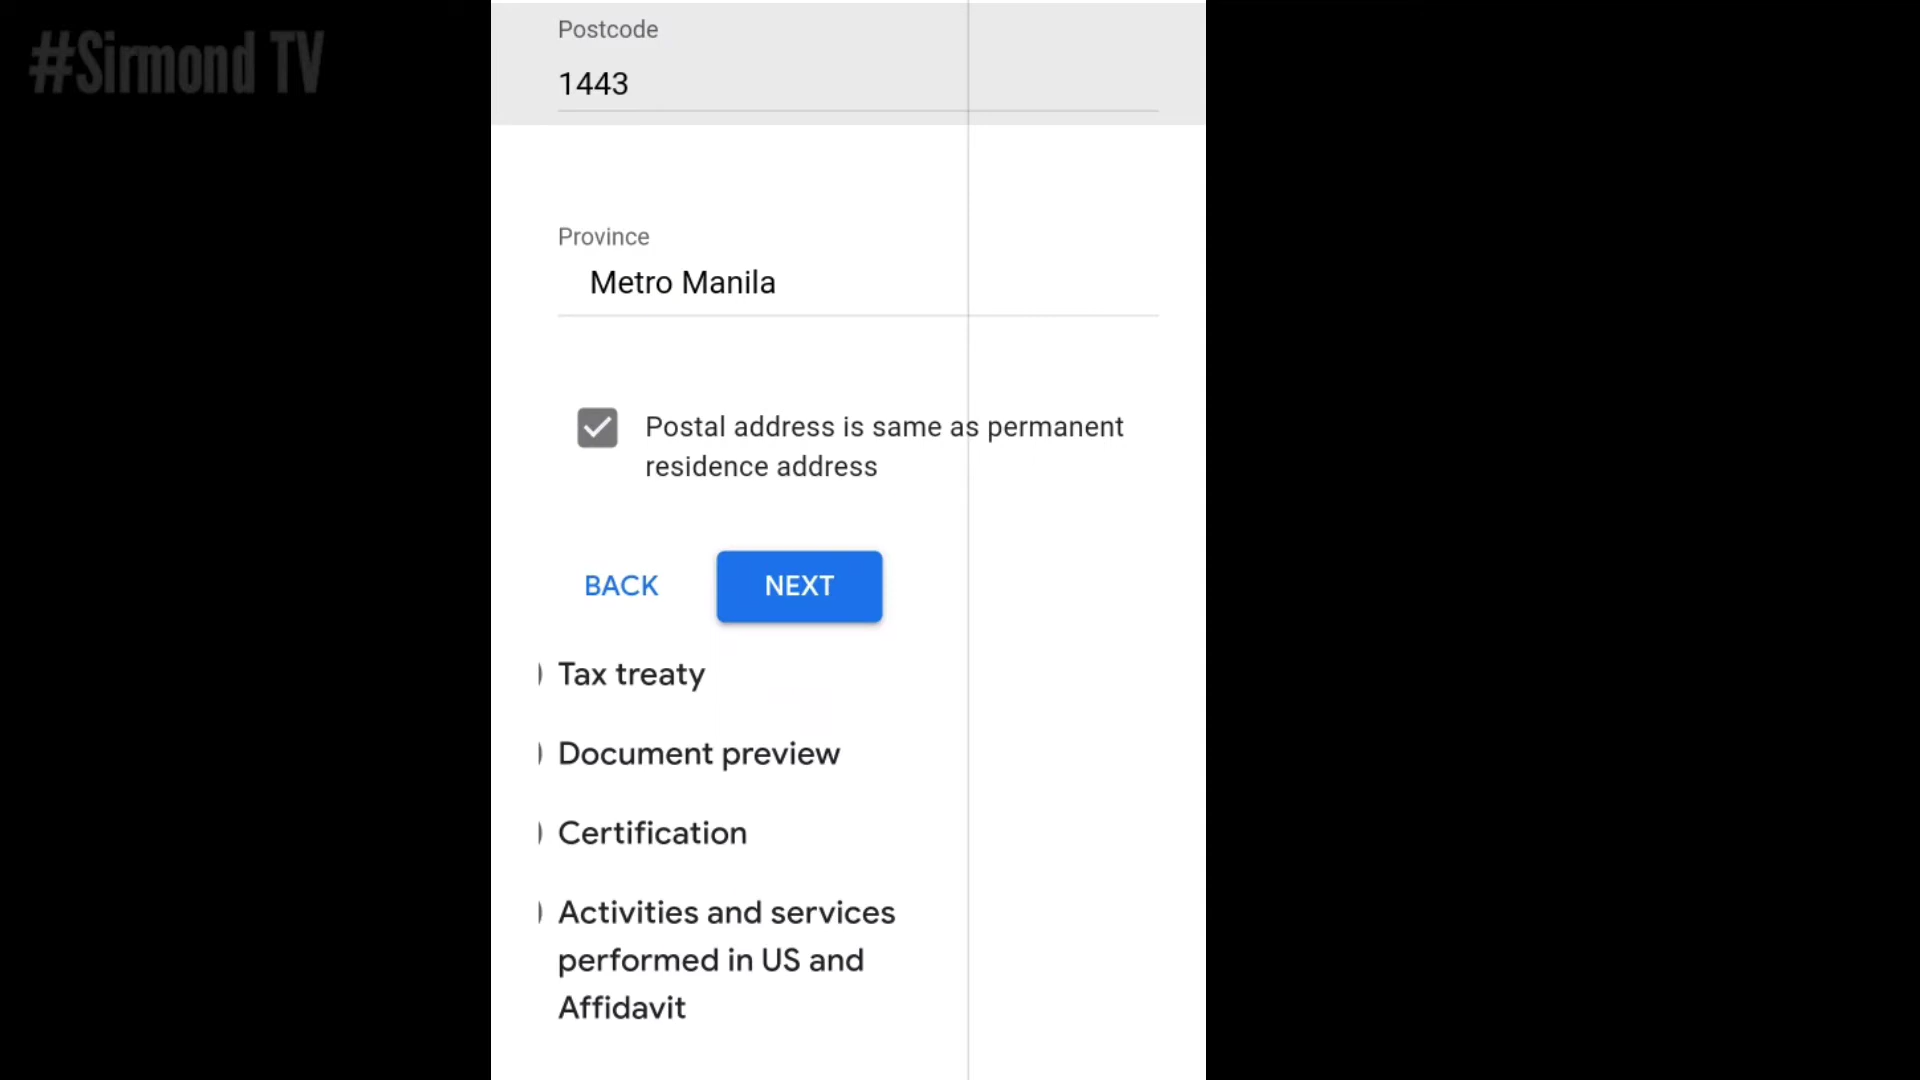 #Sirmond TV
Postcode
1443
Province
Metro Manila
Postal address is same as permanent
residence address
BACK
NEXT
Tax treaty
Document preview
Certification
Activities and services
performed in US and
Affidavit